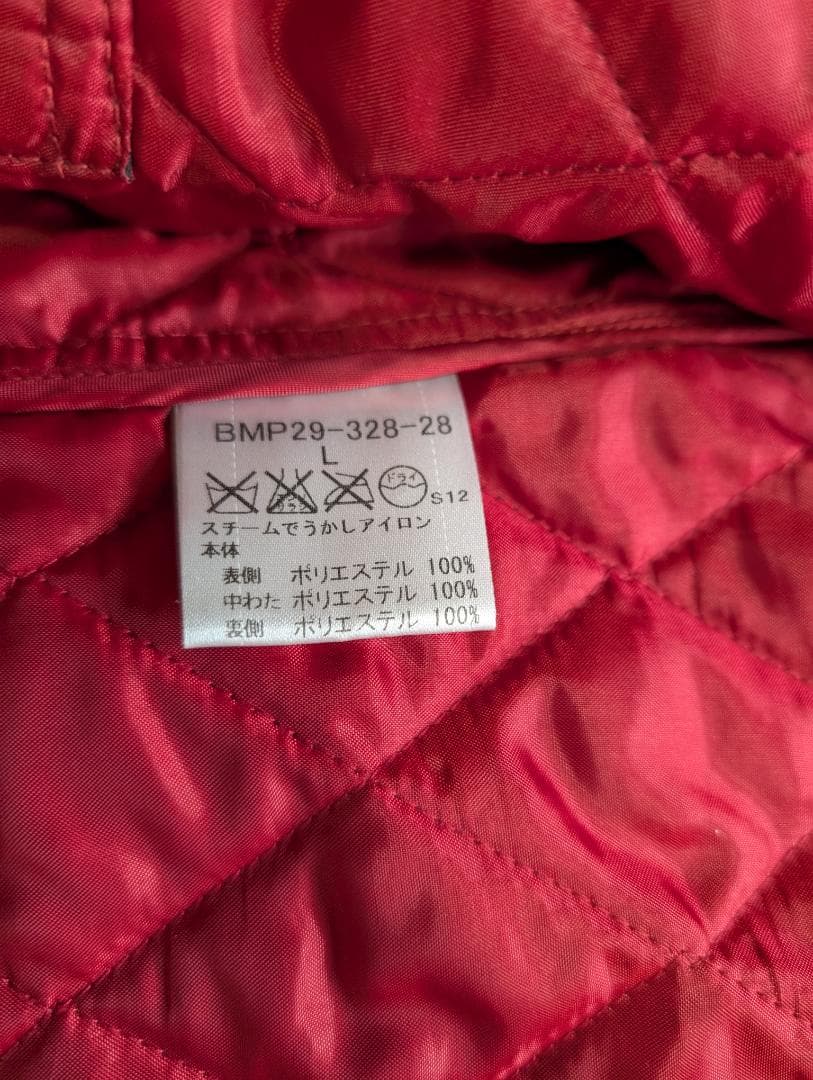 BMP29-328-28
L
ドライ
S12
スチームでうかしアイロン
本体
表側 ポリエステル 100%
中わた ポリエステル 100%
裏側 ポリエステル 100%